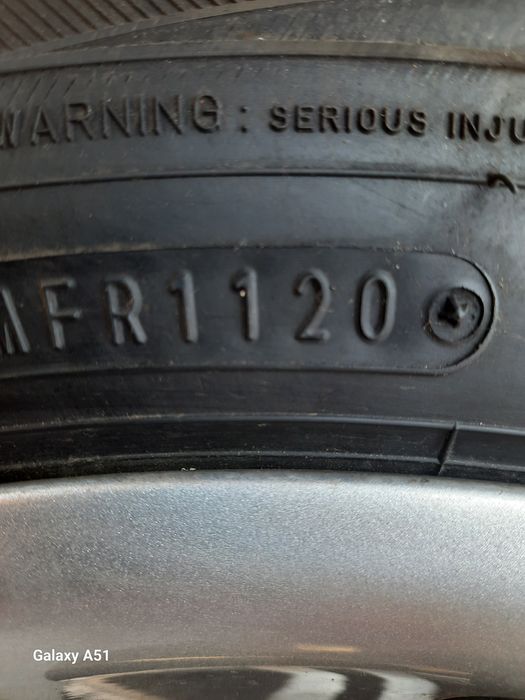 WARNING: SERIOUS INJU
MFR1120
Galaxy A51